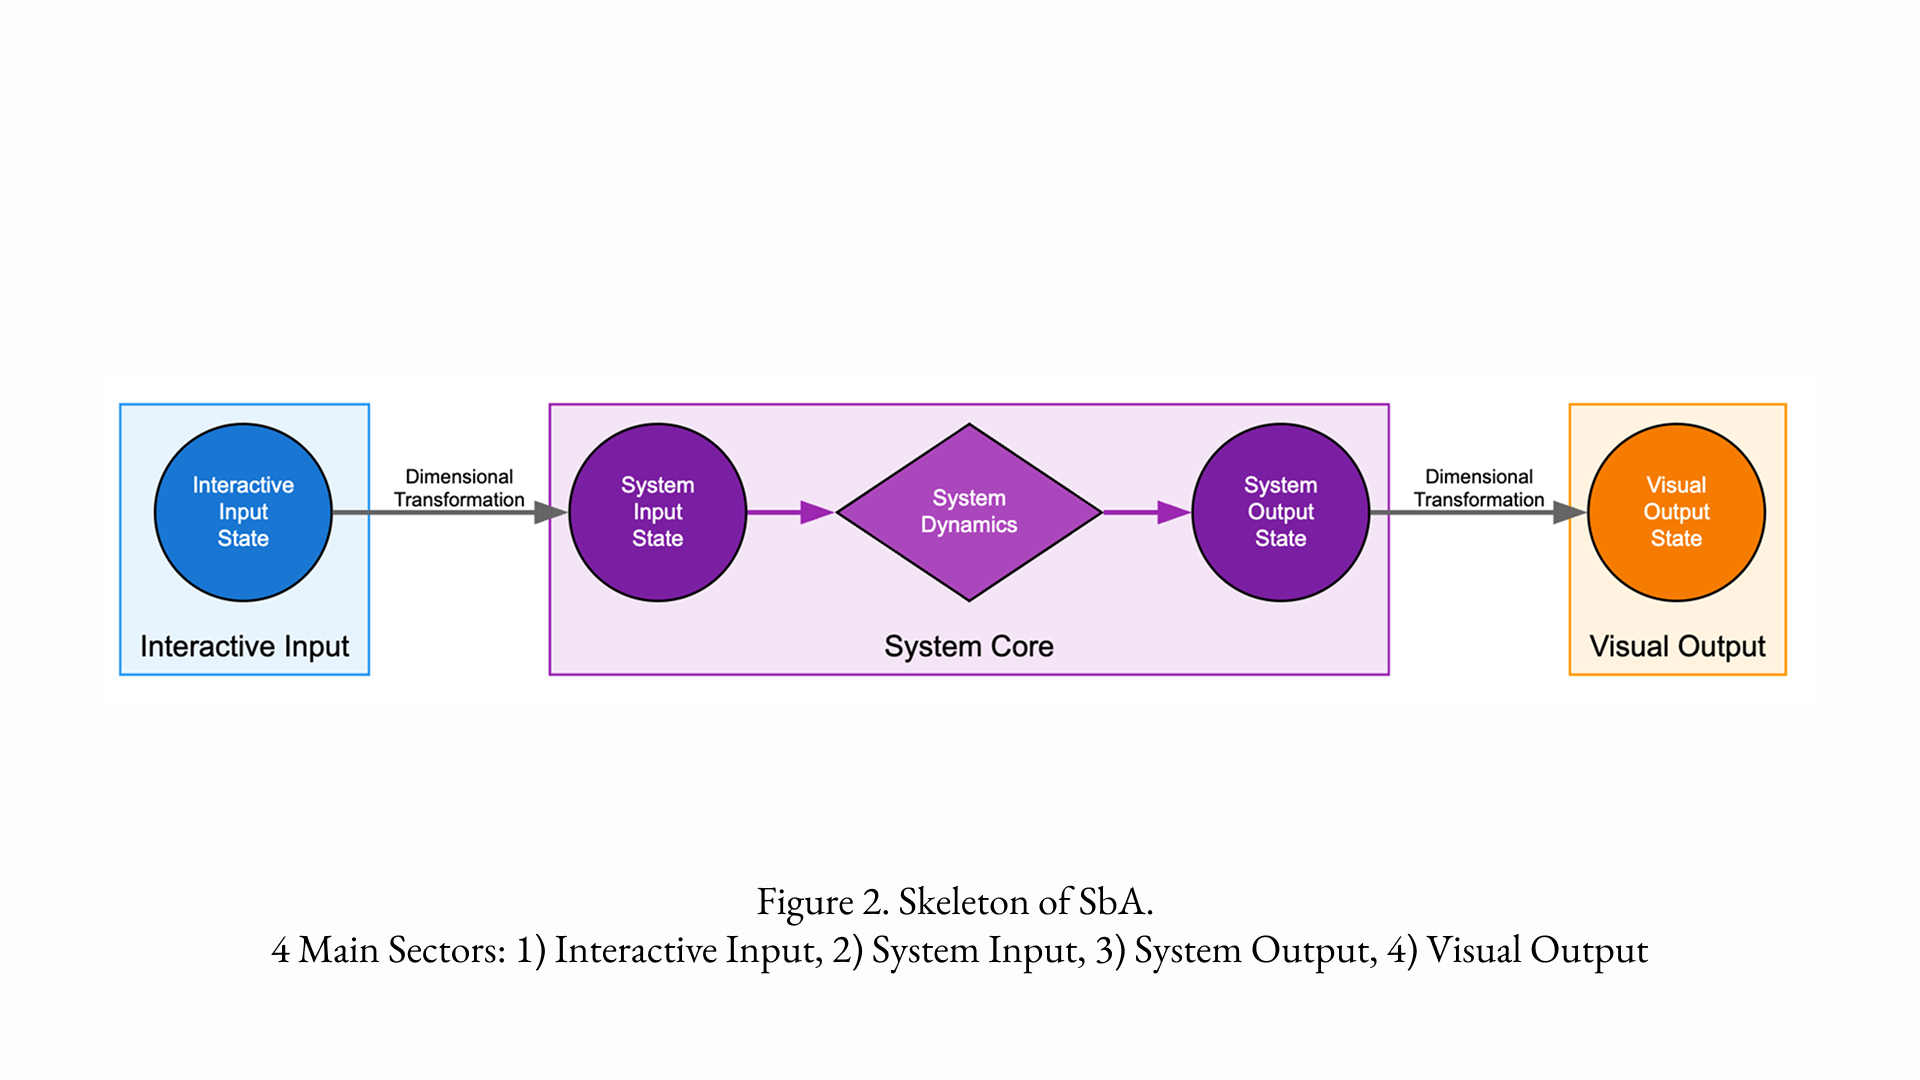 Interactive
Input
State
Interactive Input
Dimensional
Transformation
System
Input
State
System
Dynamics
System
Output
State
System Core
Dimensional
Transformation
Visual
Output
State
Visual Output
Figure 2. Skeleton of SbA.
4 Main Sectors: 1) Interactive Input, 2) System Input, 3) System Output, 4) Visual Output